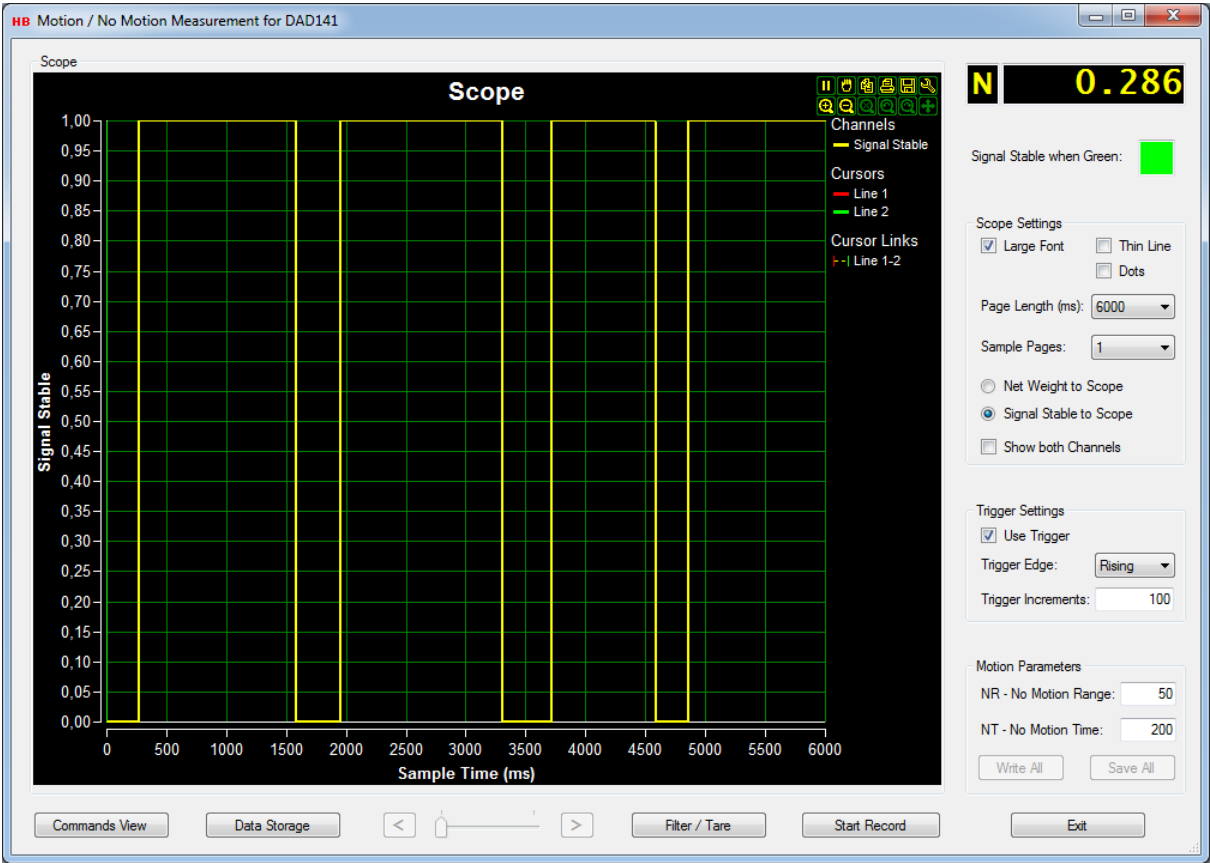 HB Motion / No Motion Measurement for DAD141
Scope
Scope
1,00
0,95
0,90
0,85
0,80
0,75
0,70
0,65
0,60
0,55
0,50
0,45
0,40
0,35
0,30
0,25
0,20
0,15
0,10
0,05
0,00
Signal Stable
0 500 1000 1500 2000 2500 3000 3500 4000 4500 5000 5500 6000
Sample Time (ms)
Channels
Signal Stable
Cursors
Line 1
Line 2
Cursor Links
Line 1-2
N 0.286
Signal Stable when Green:
Scope Settings
Large Font Thin Line
Dots
Page Length (ms): 6000
Sample Pages: 1
Net Weight to Scope
Signal Stable to Scope
Show both Channels
Trigger Settings
Use Trigger
Trigger Edge: Rising
Trigger Increments: 100
Motion Parameters
NR - No Motion Range: 50
NT - No Motion Time: 200
Write All Save All
Commands View Data Storage < > Filter / Tare Start Record Exit